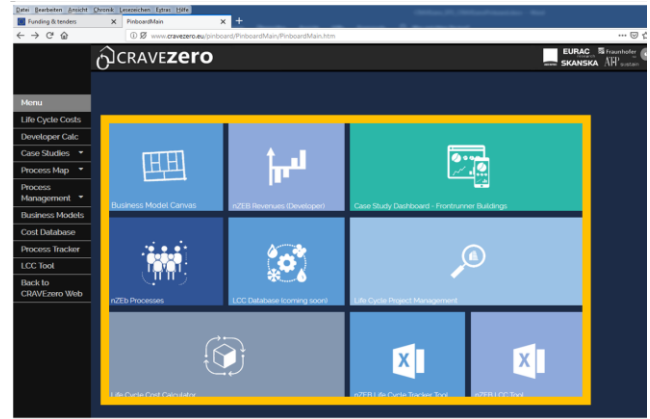 Datei Bearbeiten Ansicht Chronik Lesezeichen Extras Hilfe
Funding & tenders × PinboardMain × +
www.cravezero.eu/pinboard/PinboardMain/PinboardMain.htm
CRAVEzero
EURAC Fraunhofer
SKANSKA
Menu
Life Cycle Costs
Developer Calc
Case Studies
Process Map
Process
Management
Business Models
Cost Database
Process Tracker
LCC Tool
Back to
CRAVEzero Web
Business Model Canvas
nZEB Revenues (Developer)
Case Study Dashboard - Frontrunner Buildings
nZEb Processes
LCC Database (coming soon)
Life Cycle Project Management
Life Cycle Cost Calculator
X
nZEB Life Cycle Tracker Tool
X
nZEB LCC Tool